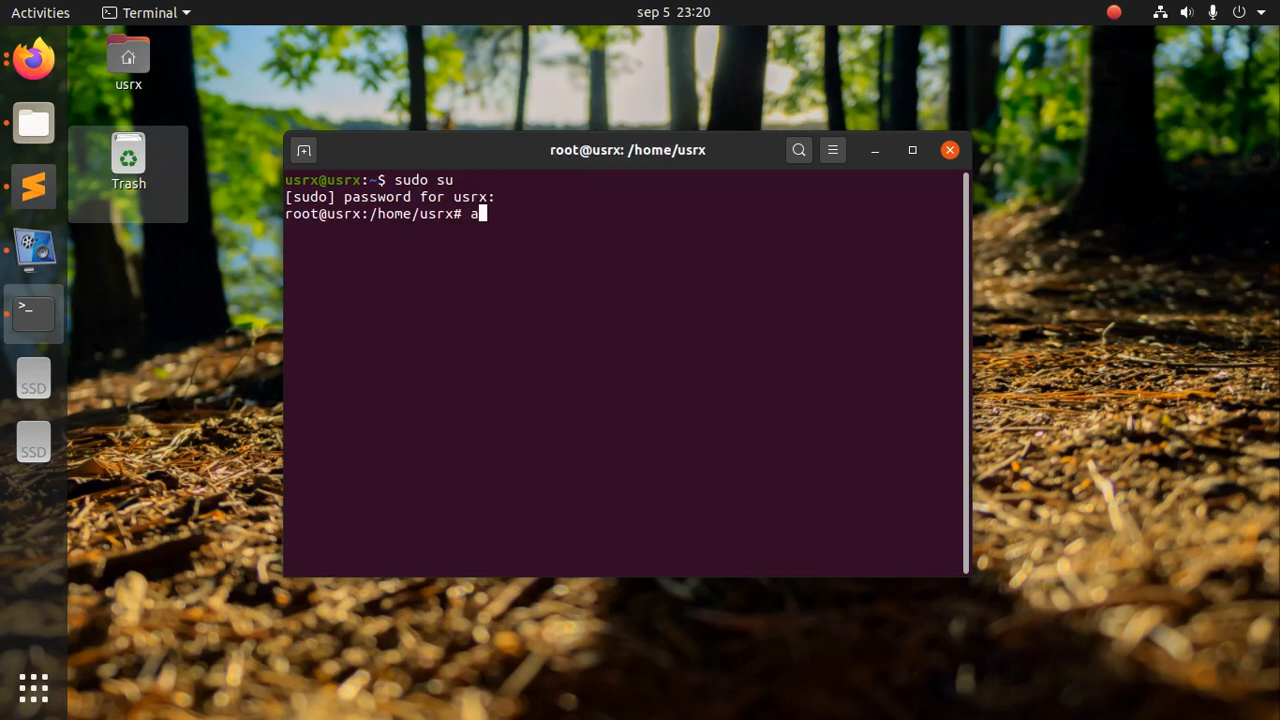 Activities
Terminal
sep 5 23:20
usrx
Trash
root@usrx: /home/usrx
usrx@usrx:~$ sudo su
[sudo] password for usrx:
root@usrx:/home/usrx# a
>_
SSD
SSD